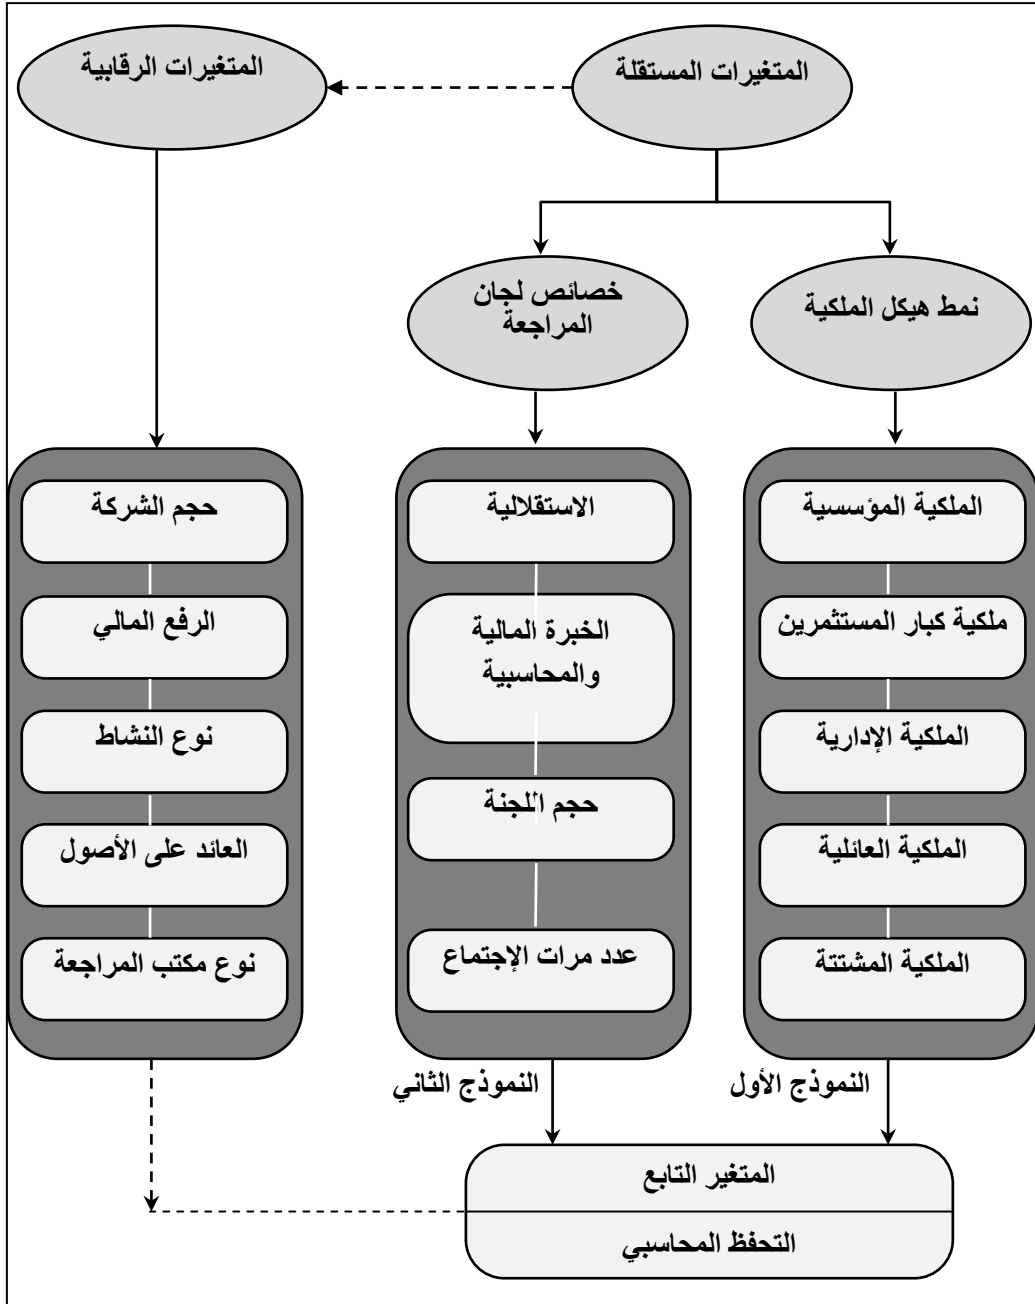 المتغيرات المستقلة
المتغيرات الرقابية
نمط هيكل الملكية
خصائص لجان
المراجعة
الملكية المؤسسية
ملكية كبار المستثمرين
الملكية الإدارية
الملكية العائلية
الملكية المشتتة
الاستقلالية
الخبرة المالية
والمحاسبية
حجم اللجنة
عدد مرات الإجتماع
حجم الشركة
الرفع المالي
نوع النشاط
العائد على الأصول
نوع مكتب المراجعة
النموذج الأول
النموذج الثاني
المتغير التابع
التحفظ المحاسبي